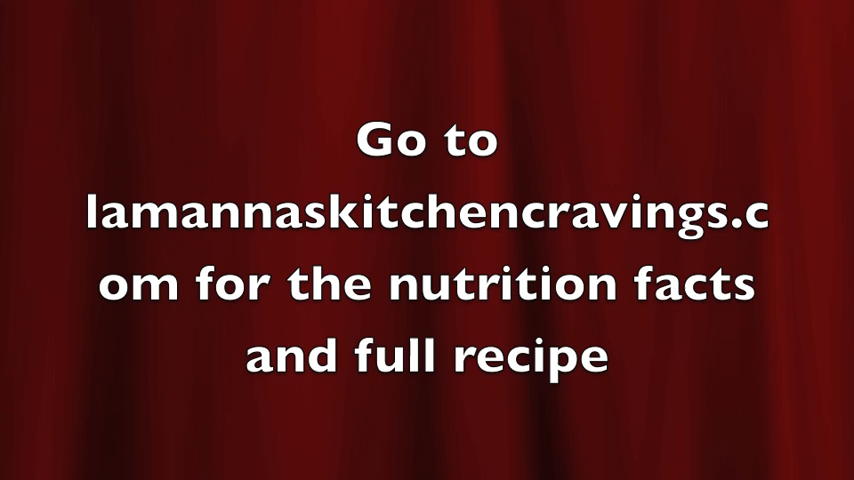 Go to
lamannaskitchencravings.c
om for the nutrition facts
and full recipe